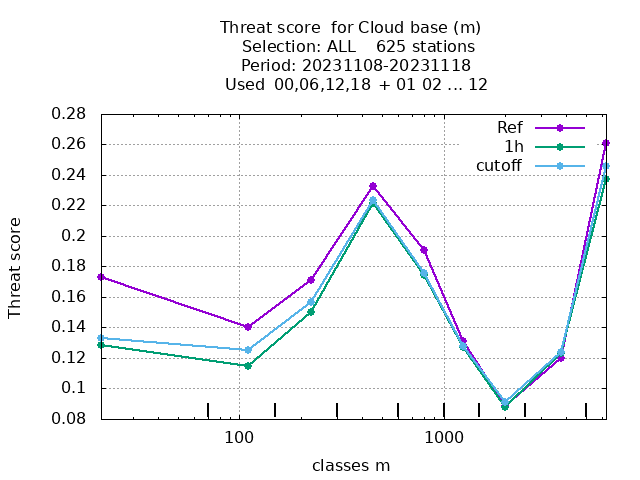 Threat score  for Cloud base (m)
Selection: ALL    625 stations
Period: 20231108-20231118
Used  00,06,12,18  + 01 02 ... 12
Threat score
0.28
0.26
0.24
0.22
0.2
0.18
0.16
0.14
0.12
0.1
0.08
Ref
1h
cutoff
100
1000
classes m